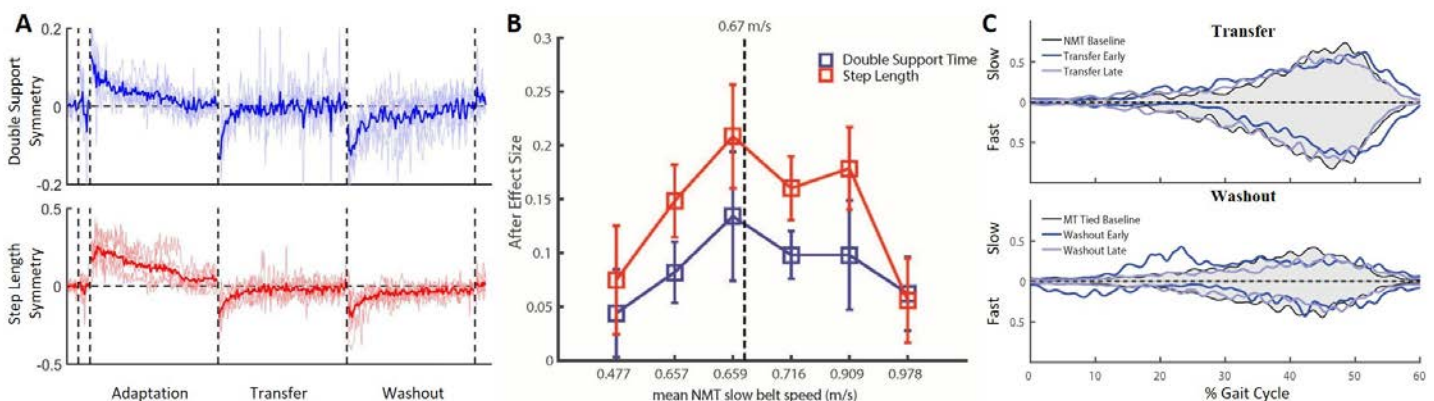 A
Double Support
Symmetry
0.2
0
-0.2
Step Length
Symmetry
0.5
0
-0.5
Adaptation
Transfer
Washout
B
0.67 m/s
After Effect Size
0.3
0.25
0.2
0.15
0.1
0.05
0
Double Support Time
Step Length
0.477
0.657
0.659
0.716
0.909
0.978
mean NMT slow belt speed (m/s)
C
Transfer
NMT Baseline
Transfer Early
Transfer Late
Slow
Fast
0.5
0
0.5
Washout
MT Tied Baseline
Washout Early
Washout Late
Slow
Fast
0.5
0
0.5
0
10
20
30
40
50
60
% Gait Cycle